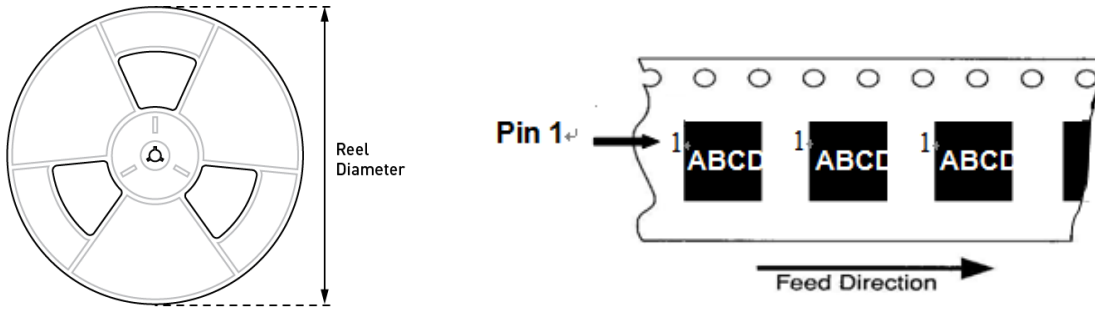 Reel
Diameter
Pin 1↵
1 ABCD 1 ABCD 1 ABCD
Feed Direction